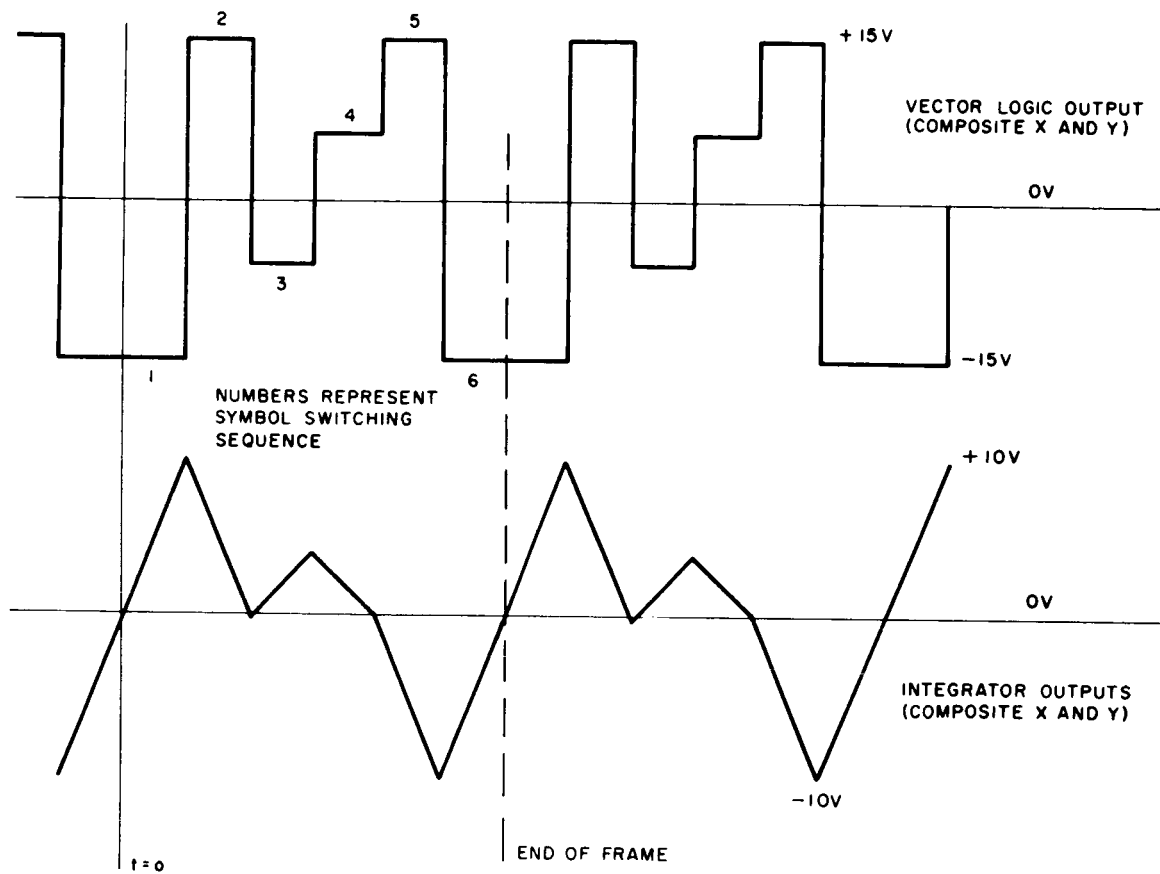 2
5
+15V
4
VECTOR LOGIC OUTPUT
(COMPOSITE X AND Y)
0V
3
1
6
-15V
NUMBERS REPRESENT
SYMBOL SWITCHING
SEQUENCE
+10V
0V
INTEGRATOR OUTPUTS
(COMPOSITE X AND Y)
-10V
t=0
END OF FRAME